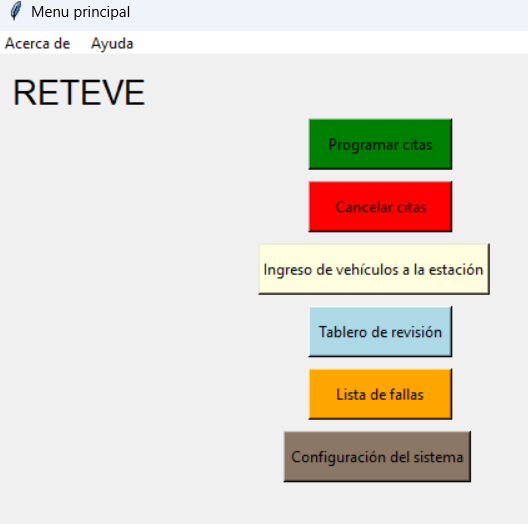 Menu principal
Acerca de Ayuda
RETEVE
Programar citas
Cancelar citas
Ingreso de vehículos a la estación
Tablero de revisión
Lista de fallas
Configuración del sistema